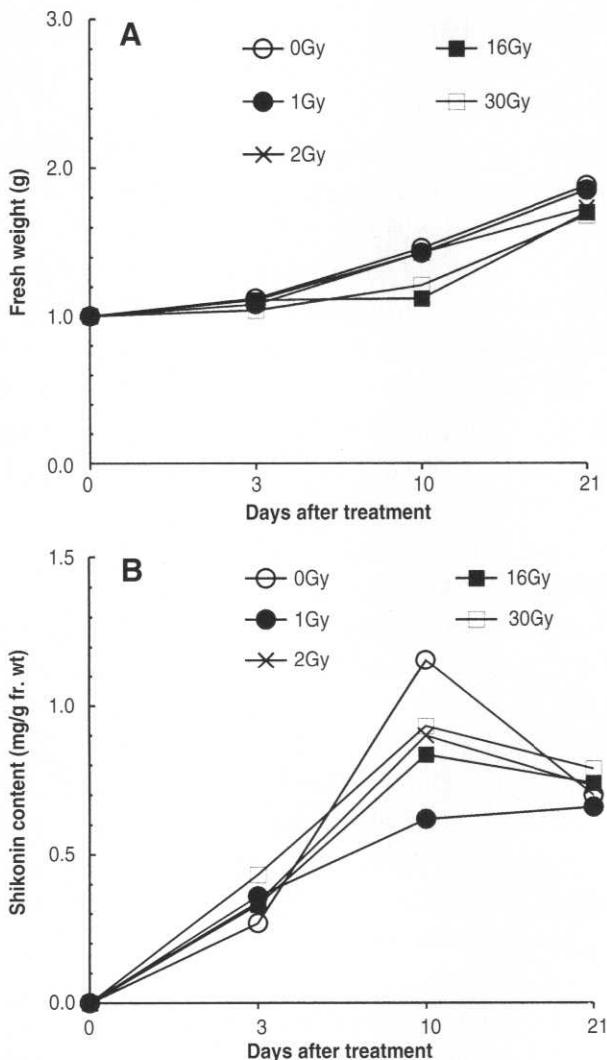 A
0Gy
16Gy
1Gy
30Gy
2Gy
3.0
2.0
1.0
0.0
Fresh weight (g)
0
3
10
21
Days after treatment
B
0Gy
16Gy
1Gy
30Gy
2Gy
1.5
1.0
0.5
0.0
Shikonin content (mg/g fr. wt)
0
3
10
21
Days after treatment